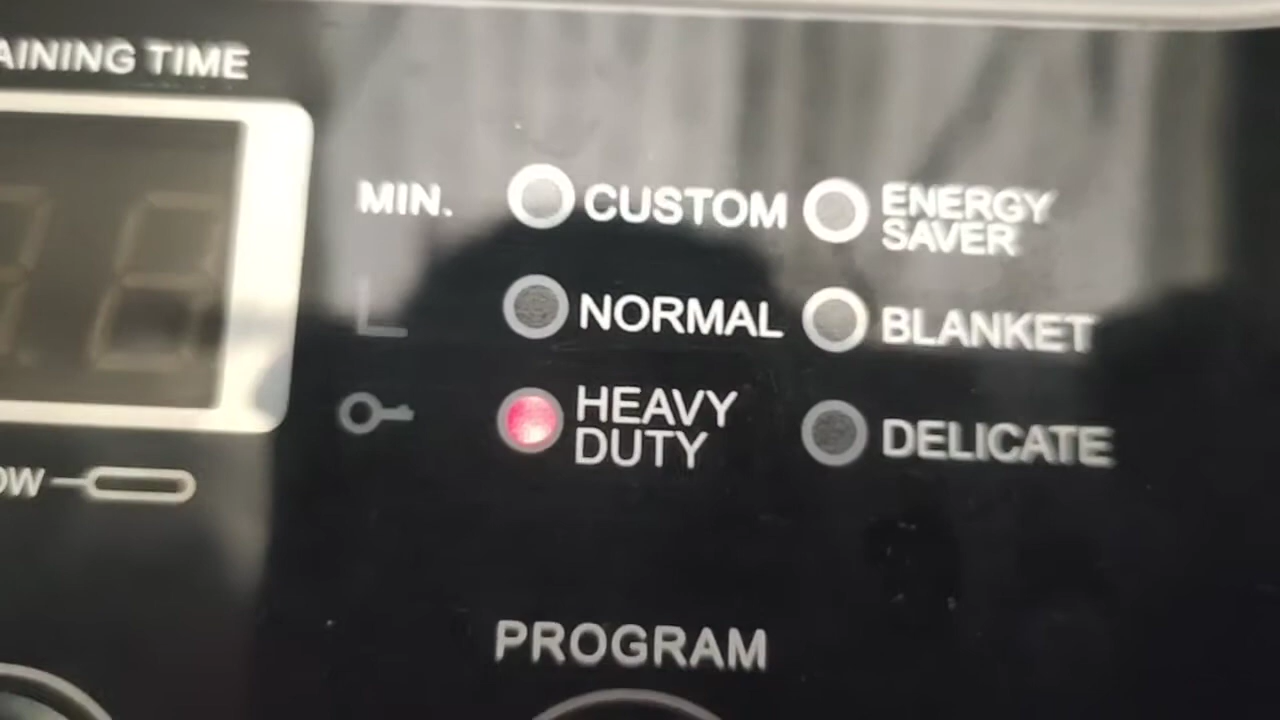 AINING TIME
MIN.
CUSTOM
ENERGY
SAVER
NORMAL
BLANKET
HEAVY
DUTY
DELICATE
OW
PROGRAM